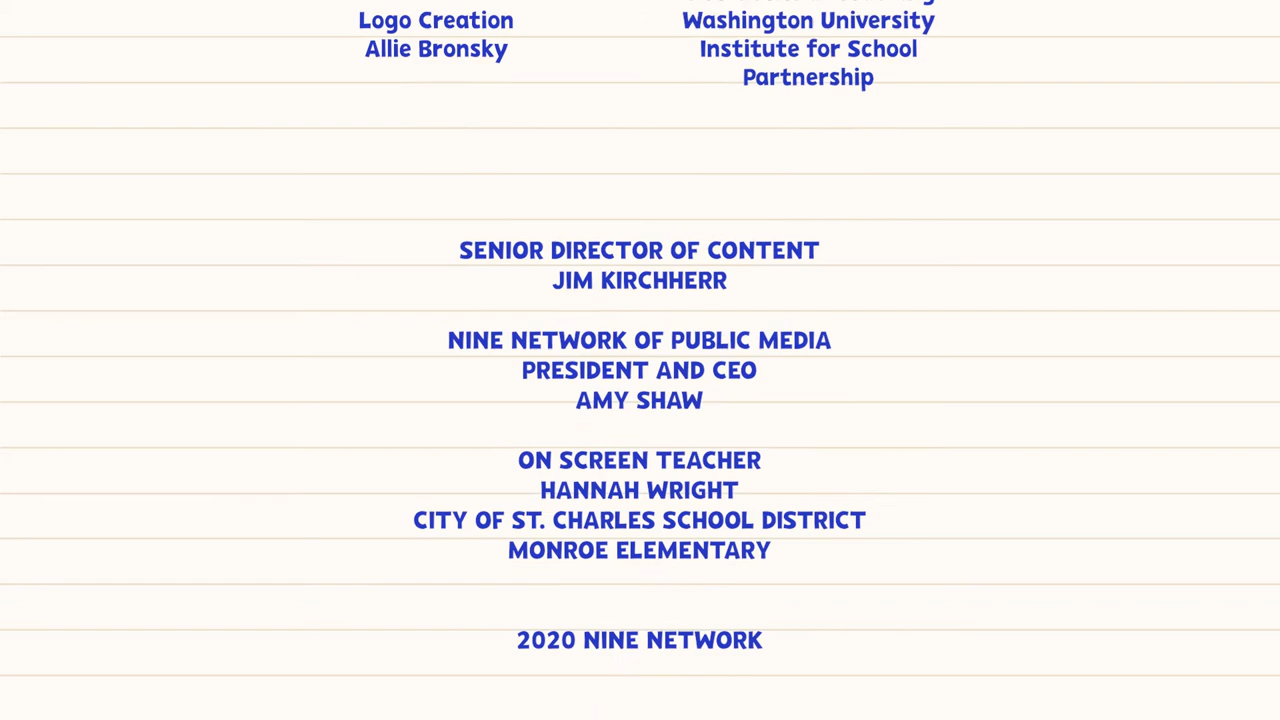 Logo Creation
Allie Bronsky
Washington University
Institute for School
Partnership
SENIOR DIRECTOR OF CONTENT
JIM KIRCHHERR
NINE NETWORK OF PUBLIC MEDIA
PRESIDENT AND CEO
AMY SHAW
ON SCREEN TEACHER
HANNAH WRIGHT
CITY OF ST. CHARLES SCHOOL DISTRICT
MONROE ELEMENTARY
2020 NINE NETWORK